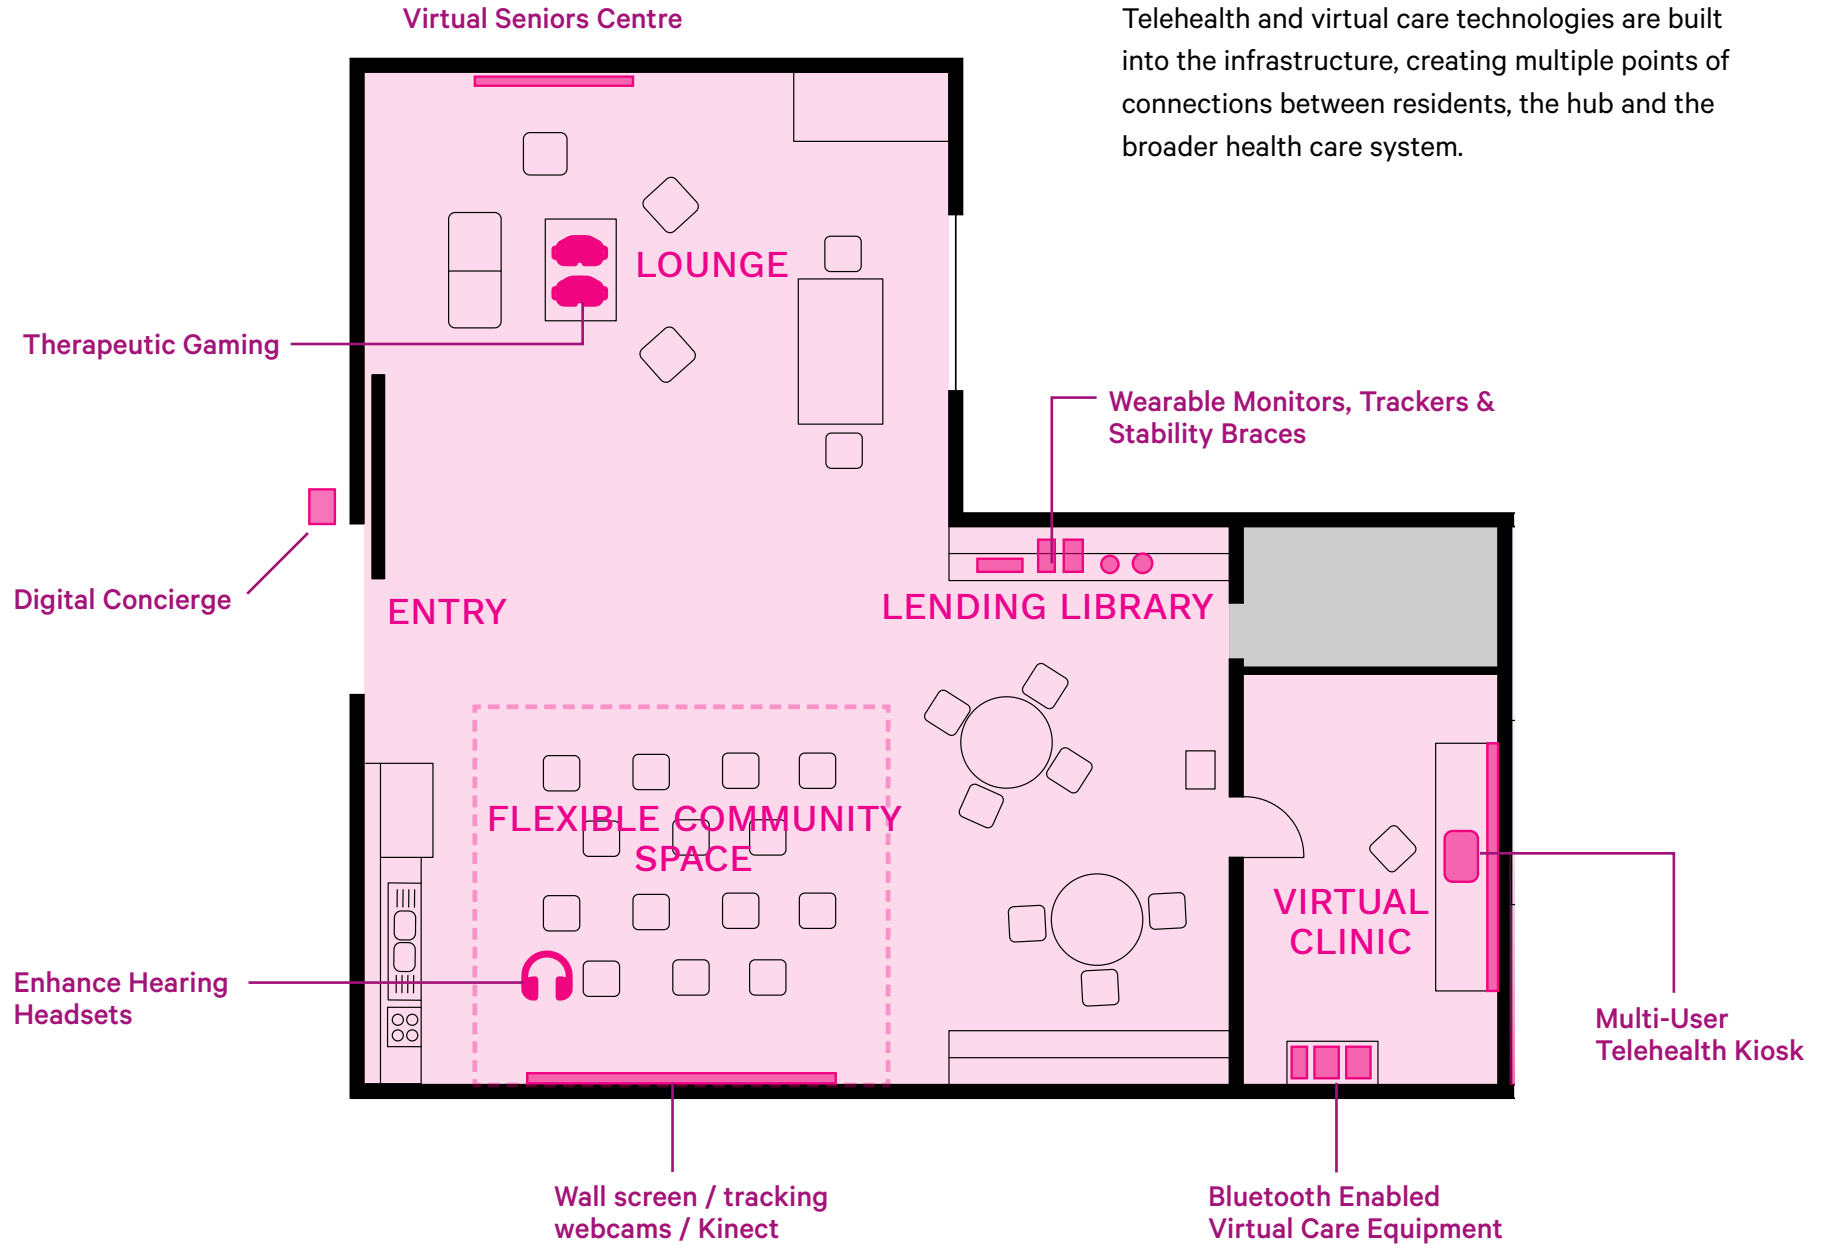 Virtual Seniors Centre
Telehealth and virtual care technologies are built
into the infrastructure, creating multiple points of
connections between residents, the hub and the
broader health care system.
LOUNGE
Therapeutic Gaming
Wearable Monitors, Trackers &
Stability Braces
Digital Concierge
ENTRY
LENDING LIBRARY
FLEXIBLE COMMUNITY
SPACE
VIRTUAL
CLINIC
Enhance Hearing
Headsets
Multi-User
Telehealth Kiosk
Wall screen / tracking
webcams / Kinect
Bluetooth Enabled
Virtual Care Equipment